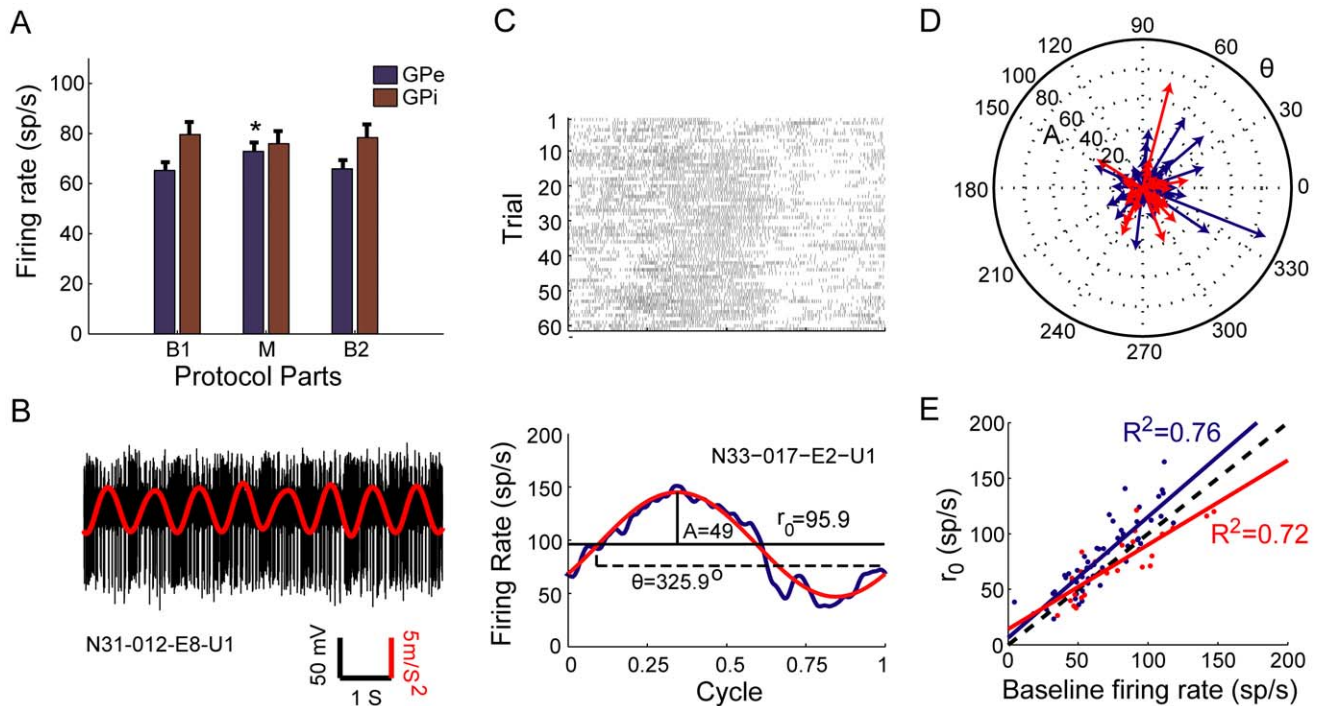 A
Firing rate (sp/s)
100
80
60
40
20
0
GPe
GPi
*
B1 M B2
Protocol Parts
B
N31-012-E8-U1
50 mV
5m/S²
1 S
C
Trial
1
10
20
30
40
50
60
Firing Rate (sp/s)
200
150
100
50
0
N33-017-E2-U1
A=49
r₀=95.9
θ=325.9°
0 0.25 0.5 0.75 1
Cycle
D
90
120 60
100 θ
150 80 30
60
A 40
20
180 0
210 330
240 300
270
E
r₀ (sp/s)
200
150
100
50
0
R²=0.76
R²=0.72
0 50 100 150 200
Baseline firing rate (sp/s)